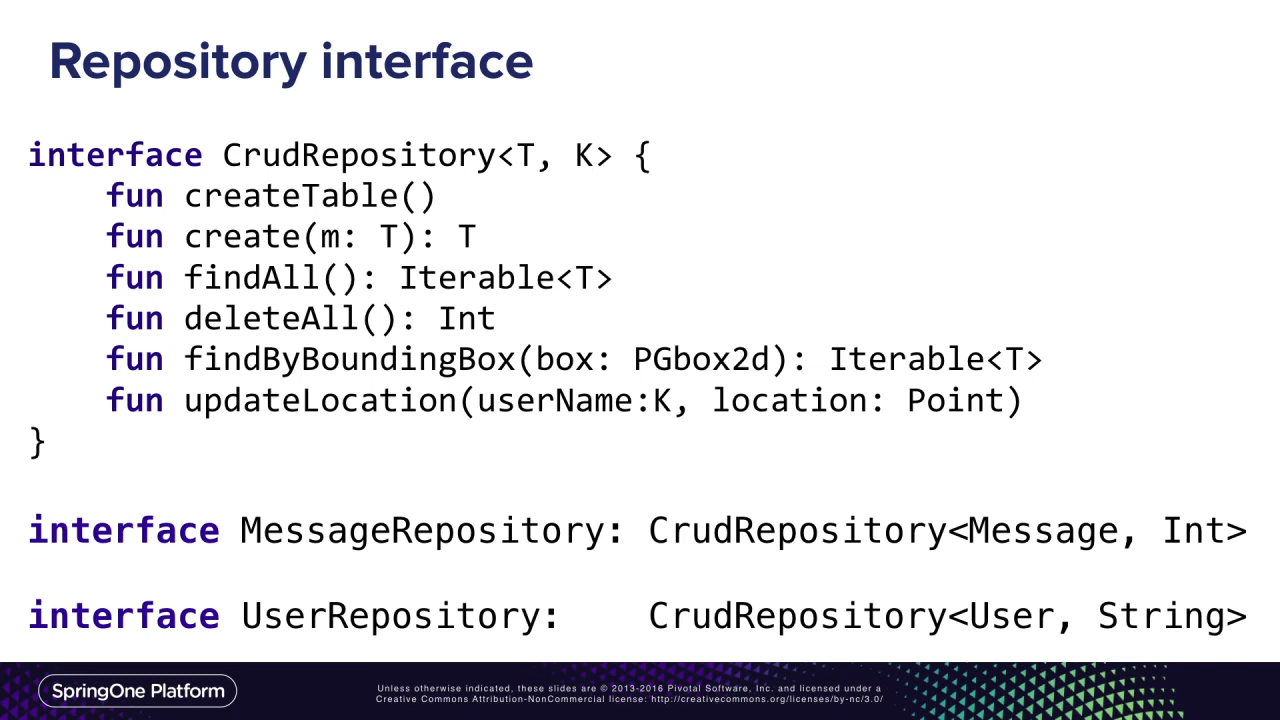 Repository interface
interface CrudRepository<T, K> {
    fun createTable()
    fun create(m: T): T
    fun findAll(): Iterable<T>
    fun deleteAll(): Int
    fun findByBoundingBox(box: PGbox2d): Iterable<T>
    fun updateLocation(userName:K, location: Point)
}
interface MessageRepository: CrudRepository<Message, Int>
interface UserRepository:    CrudRepository<User, String>
SpringOne Platform
Unless otherwise indicated, these slides are © 2013-2016 Pivotal Software, Inc. and licensed under a
Creative Commons Attribution-NonCommercial license: http://creativecommons.org/licenses/by-nc/3.0/